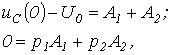 u_C(0) – U_0 = A_1 + A_2;
0 = p_1A_1 + p_2A_2,